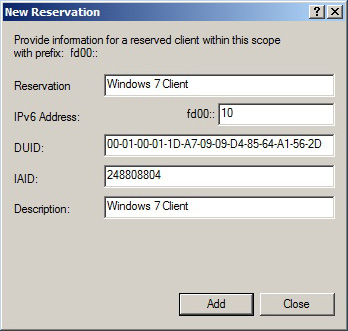 New Reservation
Provide information for a reserved client within this scope
with prefix: fd00::
Reservation Windows 7 Client
IPv6 Address: fd00:: 10
DUID: 00-01-00-01-1D-A7-09-09-D4-85-64-A1-56-2D
IAID: 248808804
Description: Windows 7 Client
Add Close